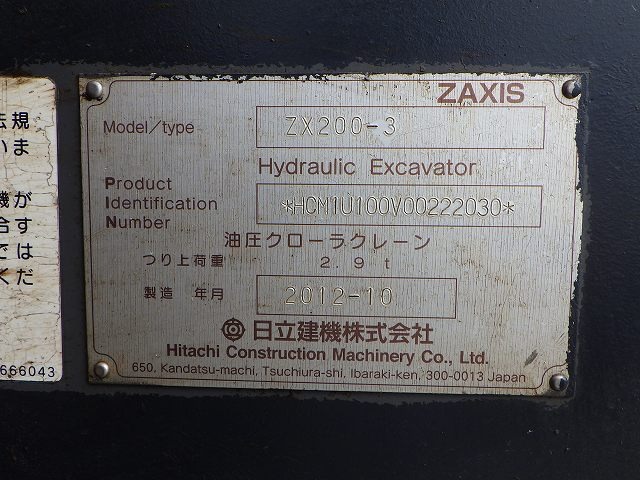 ZAXIS
Model/type ZX200-3
Hydraulic Excavator
Product
Identification
Number *HCM1U100V00222030*
油圧クローラクレーン
つり上荷重 2.9t
製造 年月 2012-10
日立建機株式会社
Hitachi Construction Machinery Co., Ltd.
650, Kandatsu-machi, Tsuchiura-shi, Ibaraki-ken, 300-0013 Japan
法規
いま
機が
合す
では
くだ
666043